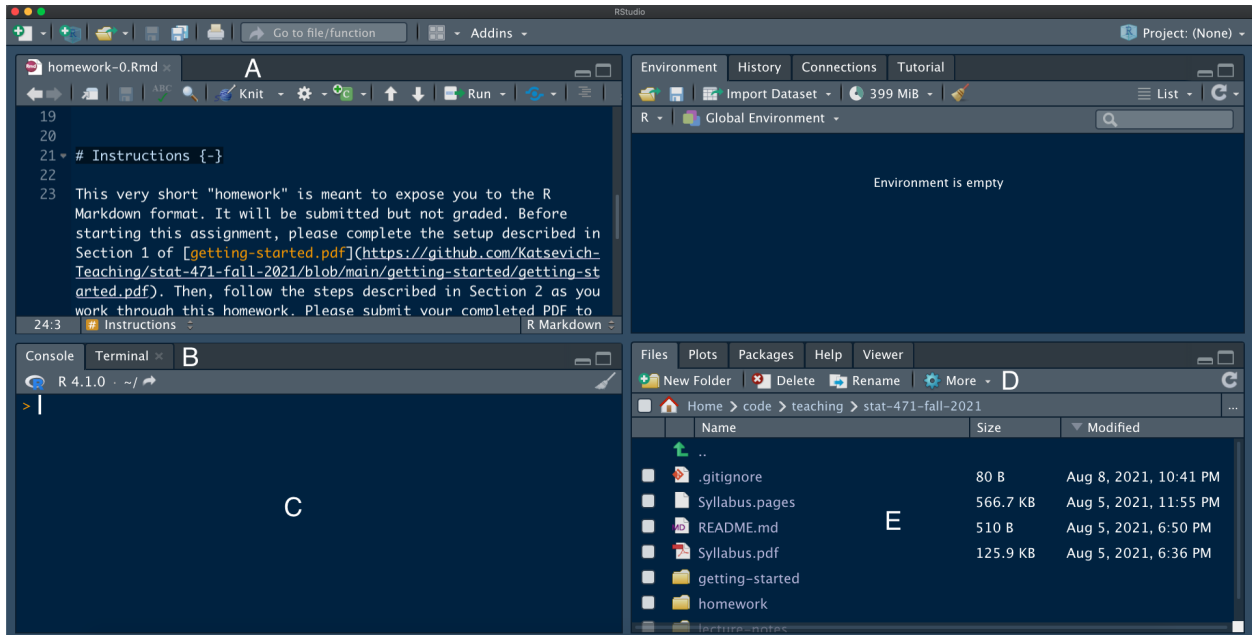 RStudio
Go to file/function Addins Project: (None)
homework-0.Rmd A
ABC Knit Run
19
20
21 # Instructions {-}
22
23 This very short "homework" is meant to expose you to the R
Markdown format. It will be submitted but not graded. Before
starting this assignment, please complete the setup described in
Section 1 of [getting-started.pdf](https://github.com/Katsevich-
Teaching/stat-471-fall-2021/blob/main/getting-started/getting-st
arted.pdf). Then, follow the steps described in Section 2 as you
work through this homework. Please submit your completed PDF to
24:3 # Instructions R Markdown
Console Terminal B
R R 4.1.0 · ~/
>
C
Environment History Connections Tutorial
Import Dataset 399 MiB List
R Global Environment
Environment is empty
Files Plots Packages Help Viewer
New Folder Delete Rename More D
Home code teaching stat-471-fall-2021 ...
Name Size Modified
..
.gitignore 80 B Aug 8, 2021, 10:41 PM
Syllabus.pages 566.7 KB Aug 5, 2021, 11:55 PM
README.md 510 B Aug 5, 2021, 6:50 PM
E
Syllabus.pdf 125.9 KB Aug 5, 2021, 6:36 PM
getting-started
homework
lecture-notes